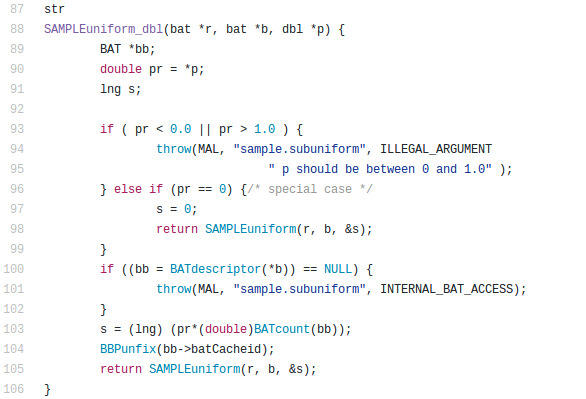 87 str
88 SAMPLEuniform_dbl(bat *r, bat *b, dbl *p) {
89 BAT *bb;
90 double pr = *p;
91 lng s;
92
93 if ( pr < 0.0 || pr > 1.0 ) {
94 throw(MAL, "sample.subuniform", ILLEGAL_ARGUMENT
95 " p should be between 0 and 1.0" );
96 } else if (pr == 0) {/* special case */
97 s = 0;
98 return SAMPLEuniform(r, b, &s);
99 }
100 if ((bb = BATdescriptor(*b)) == NULL) {
101 throw(MAL, "sample.subuniform", INTERNAL_BAT_ACCESS);
102 }
103 s = (lng) (pr*(double)BATcount(bb));
104 BBPunfix(bb->batCacheid);
105 return SAMPLEuniform(r, b, &s);
106 }